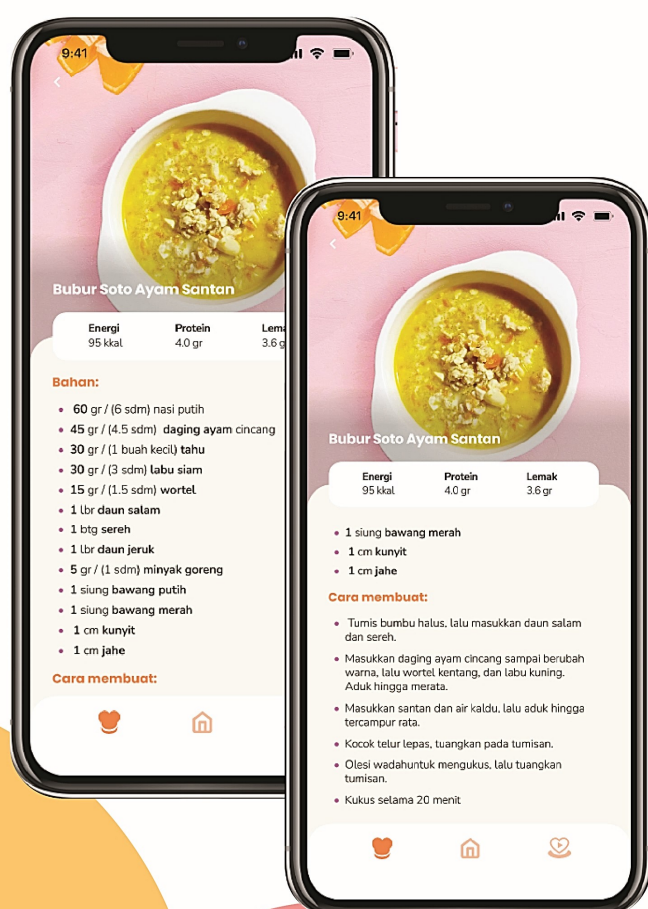 9:41
Bubur Soto Ayam Santan
Energi Protein Lema
95 kkal 4.0 gr 3.6 g
Bahan:
60 gr / (6 sdm) nasi putih
45 gr / (4.5 sdm) daging ayam cincang
30 gr / (1 buah kecil) tahu
30 gr / (3 sdm) labu siam
15 gr / (1.5 sdm) wortel
1 lbr daun salam
1 btg sereh
1 lbr daun jeruk
5 gr / (1 sdm) minyak goreng
1 siung bawang putih
1 siung bawang merah
1 cm kunyit
1 cm jahe
Cara membuat:
9:41
Bubur Soto Ayam Santan
Energi Protein Lemak
95 kkal 4.0 gr 3.6 gr
1 siung bawang merah
1 cm kunyit
1 cm jahe
Cara membuat:
Tumis bumbu halus, lalu masukkan daun salam
dan sereh.
Masukkan daging ayam cincang sampai berubah
warna, lalu wortel kentang, dan labu kuning.
Aduk hingga merata.
Masukkan santan dan air kaldu, lalu aduk hingga
tercampur rata.
Kocok telur lepas, tuangkan pada tumisan.
Olesi wadahuntuk mengukus, lalu tuangkan
tumisan.
Kukus selama 20 menit